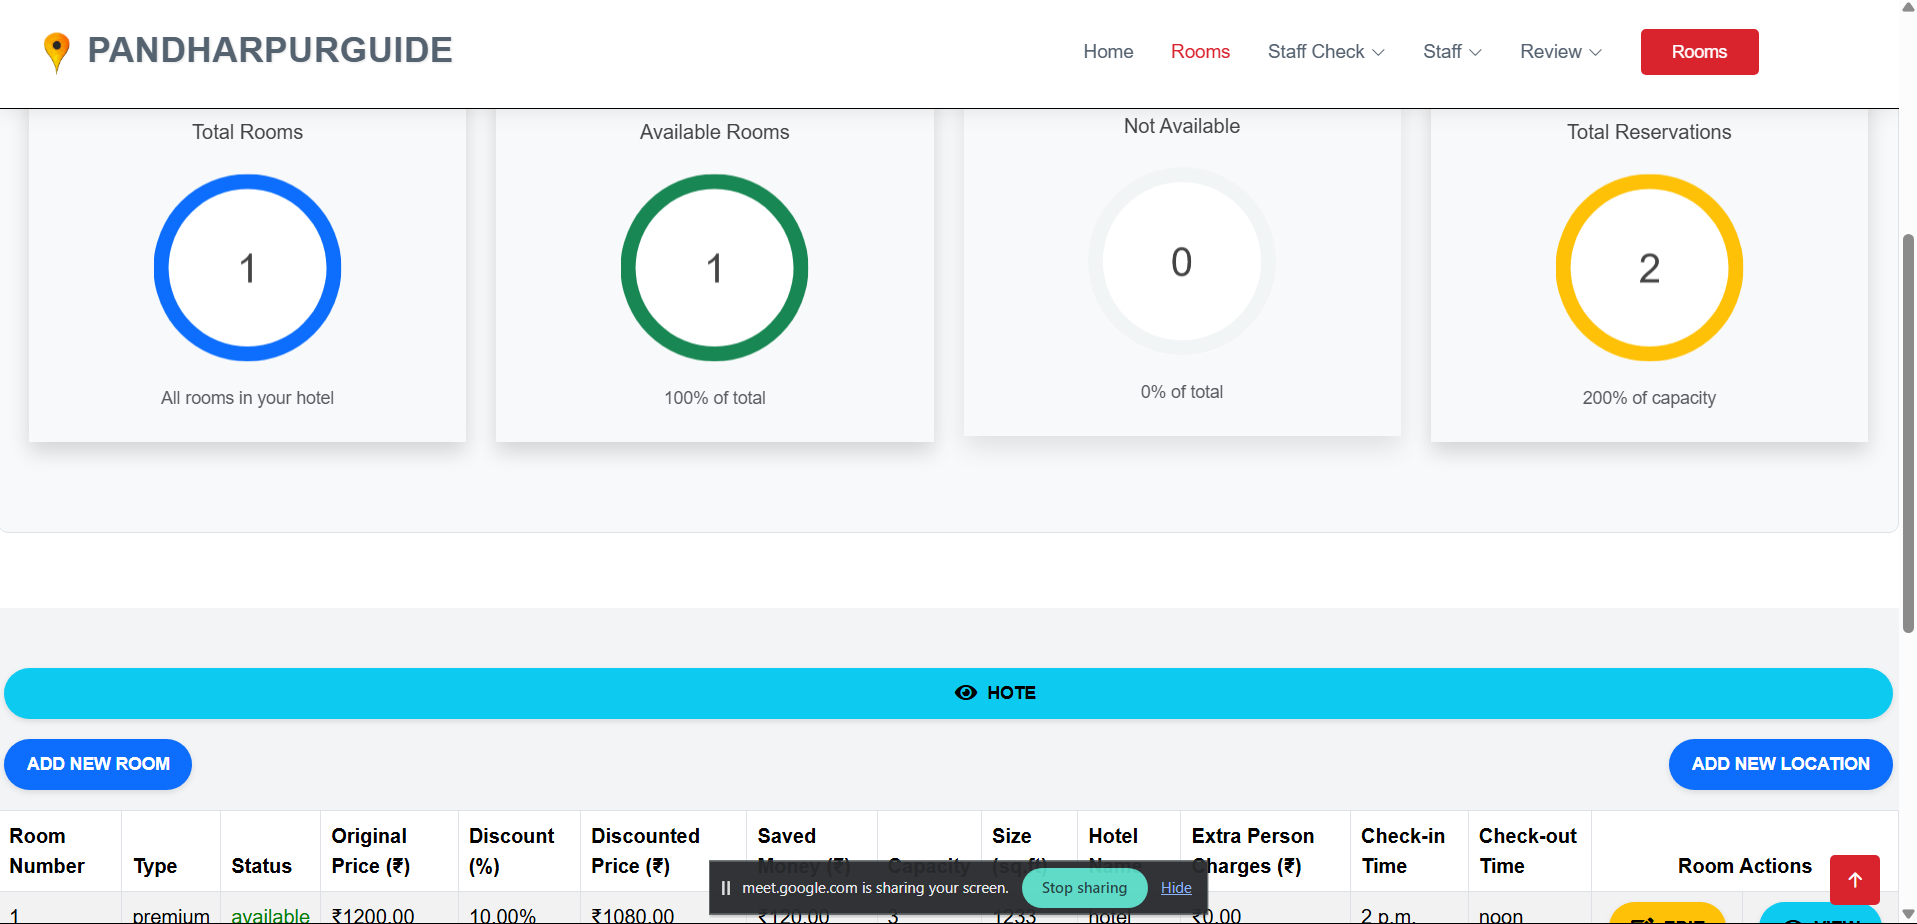 PANDHARPURGUIDE
Home Rooms Staff Check Staff Review Rooms
Total Rooms
1
All rooms in your hotel
Available Rooms
1
100% of total
Not Available
0
0% of total
Total Reservations
2
200% of capacity
HOTE
ADD NEW ROOM
ADD NEW LOCATION
Room Number Type Status Original Price (₹) Discount (%) Discounted Price (₹) Saved Money (₹) Capacity Size (sq.ft) Hotel Name Extra Person Charges (₹) Check-in Time Check-out Time Room Actions
1 premium available ₹1200.00 10.00% ₹1080.00 ₹120.00 3 1233 hotel ₹0.00 2 p.m. noon EDIT VIEW
meet.google.com is sharing your screen. Stop sharing Hide